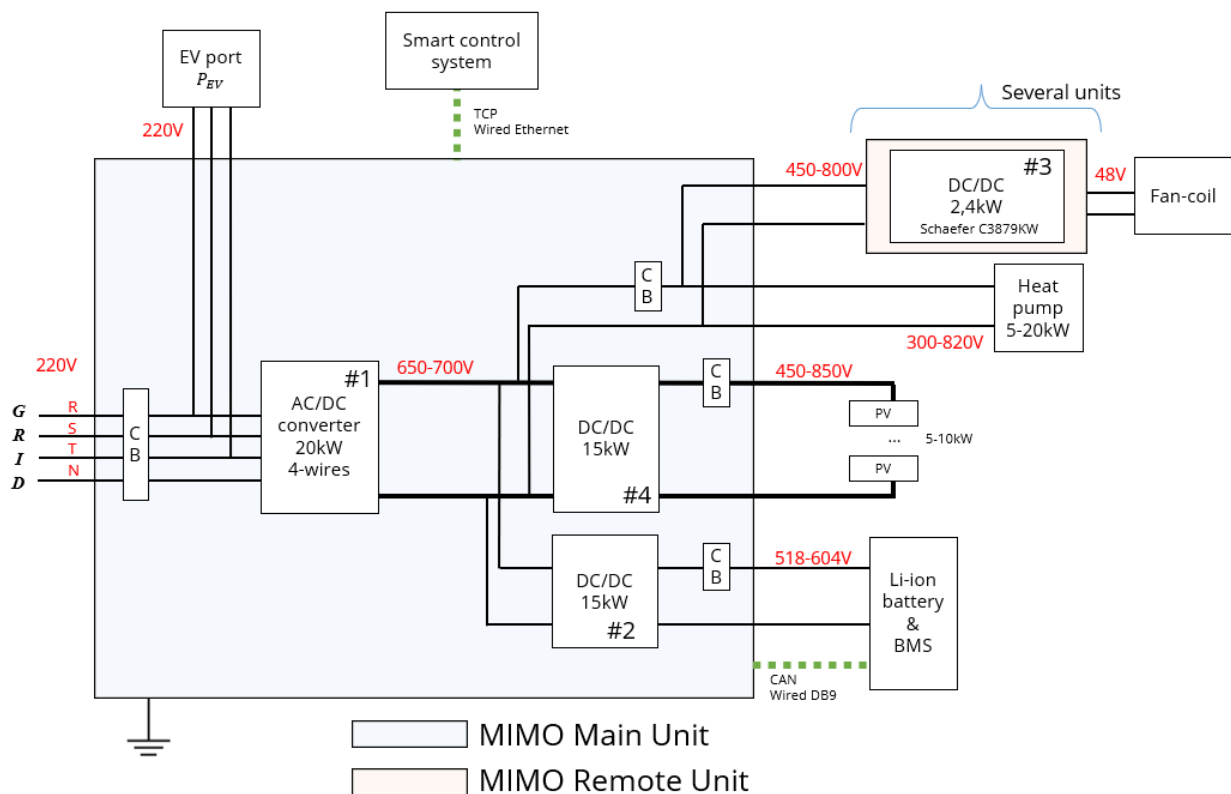 EV port
P_EV
Smart control
system
220V
TCP
Wired Ethernet
Several units
450-800V
#3
DC/DC
2,4kW
Schaefer C3879KW
48V
Fan-coil
C
B
Heat
pump
5-20kW
300-820V
220V
650-700V
C
B
450-850V
#1
AC/DC
converter
20kW
4-wires
G
R
I
D
R
S
T
N
C
B
DC/DC
15kW
#4
PV
...
PV
5-10kW
DC/DC
15kW
#2
C
B
518-604V
Li-ion
battery
&
BMS
CAN
Wired DB9
MIMO Main Unit
MIMO Remote Unit